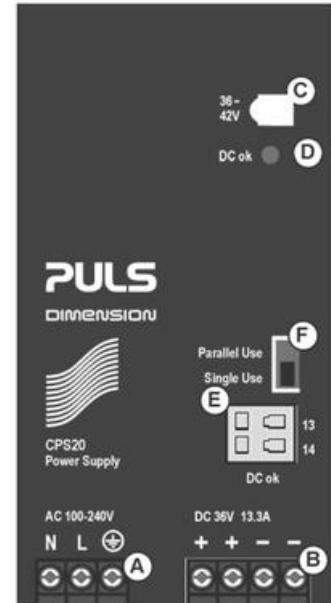 C
36-
42V
DC ok D
PULS
DIMENSION
F
Parallel Use
Single Use
E
13
14
DC ok
CPS20
Power Supply
AC 100-240V
N L
A
DC 36V 13.3A
+ + − −
B